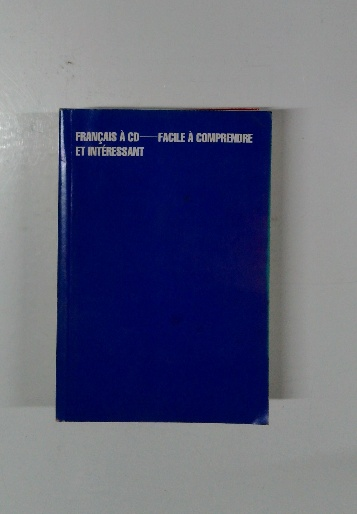 FRANÇAIS À CD——FACILE À COMPRENDRE
ET INTÉRESSANT